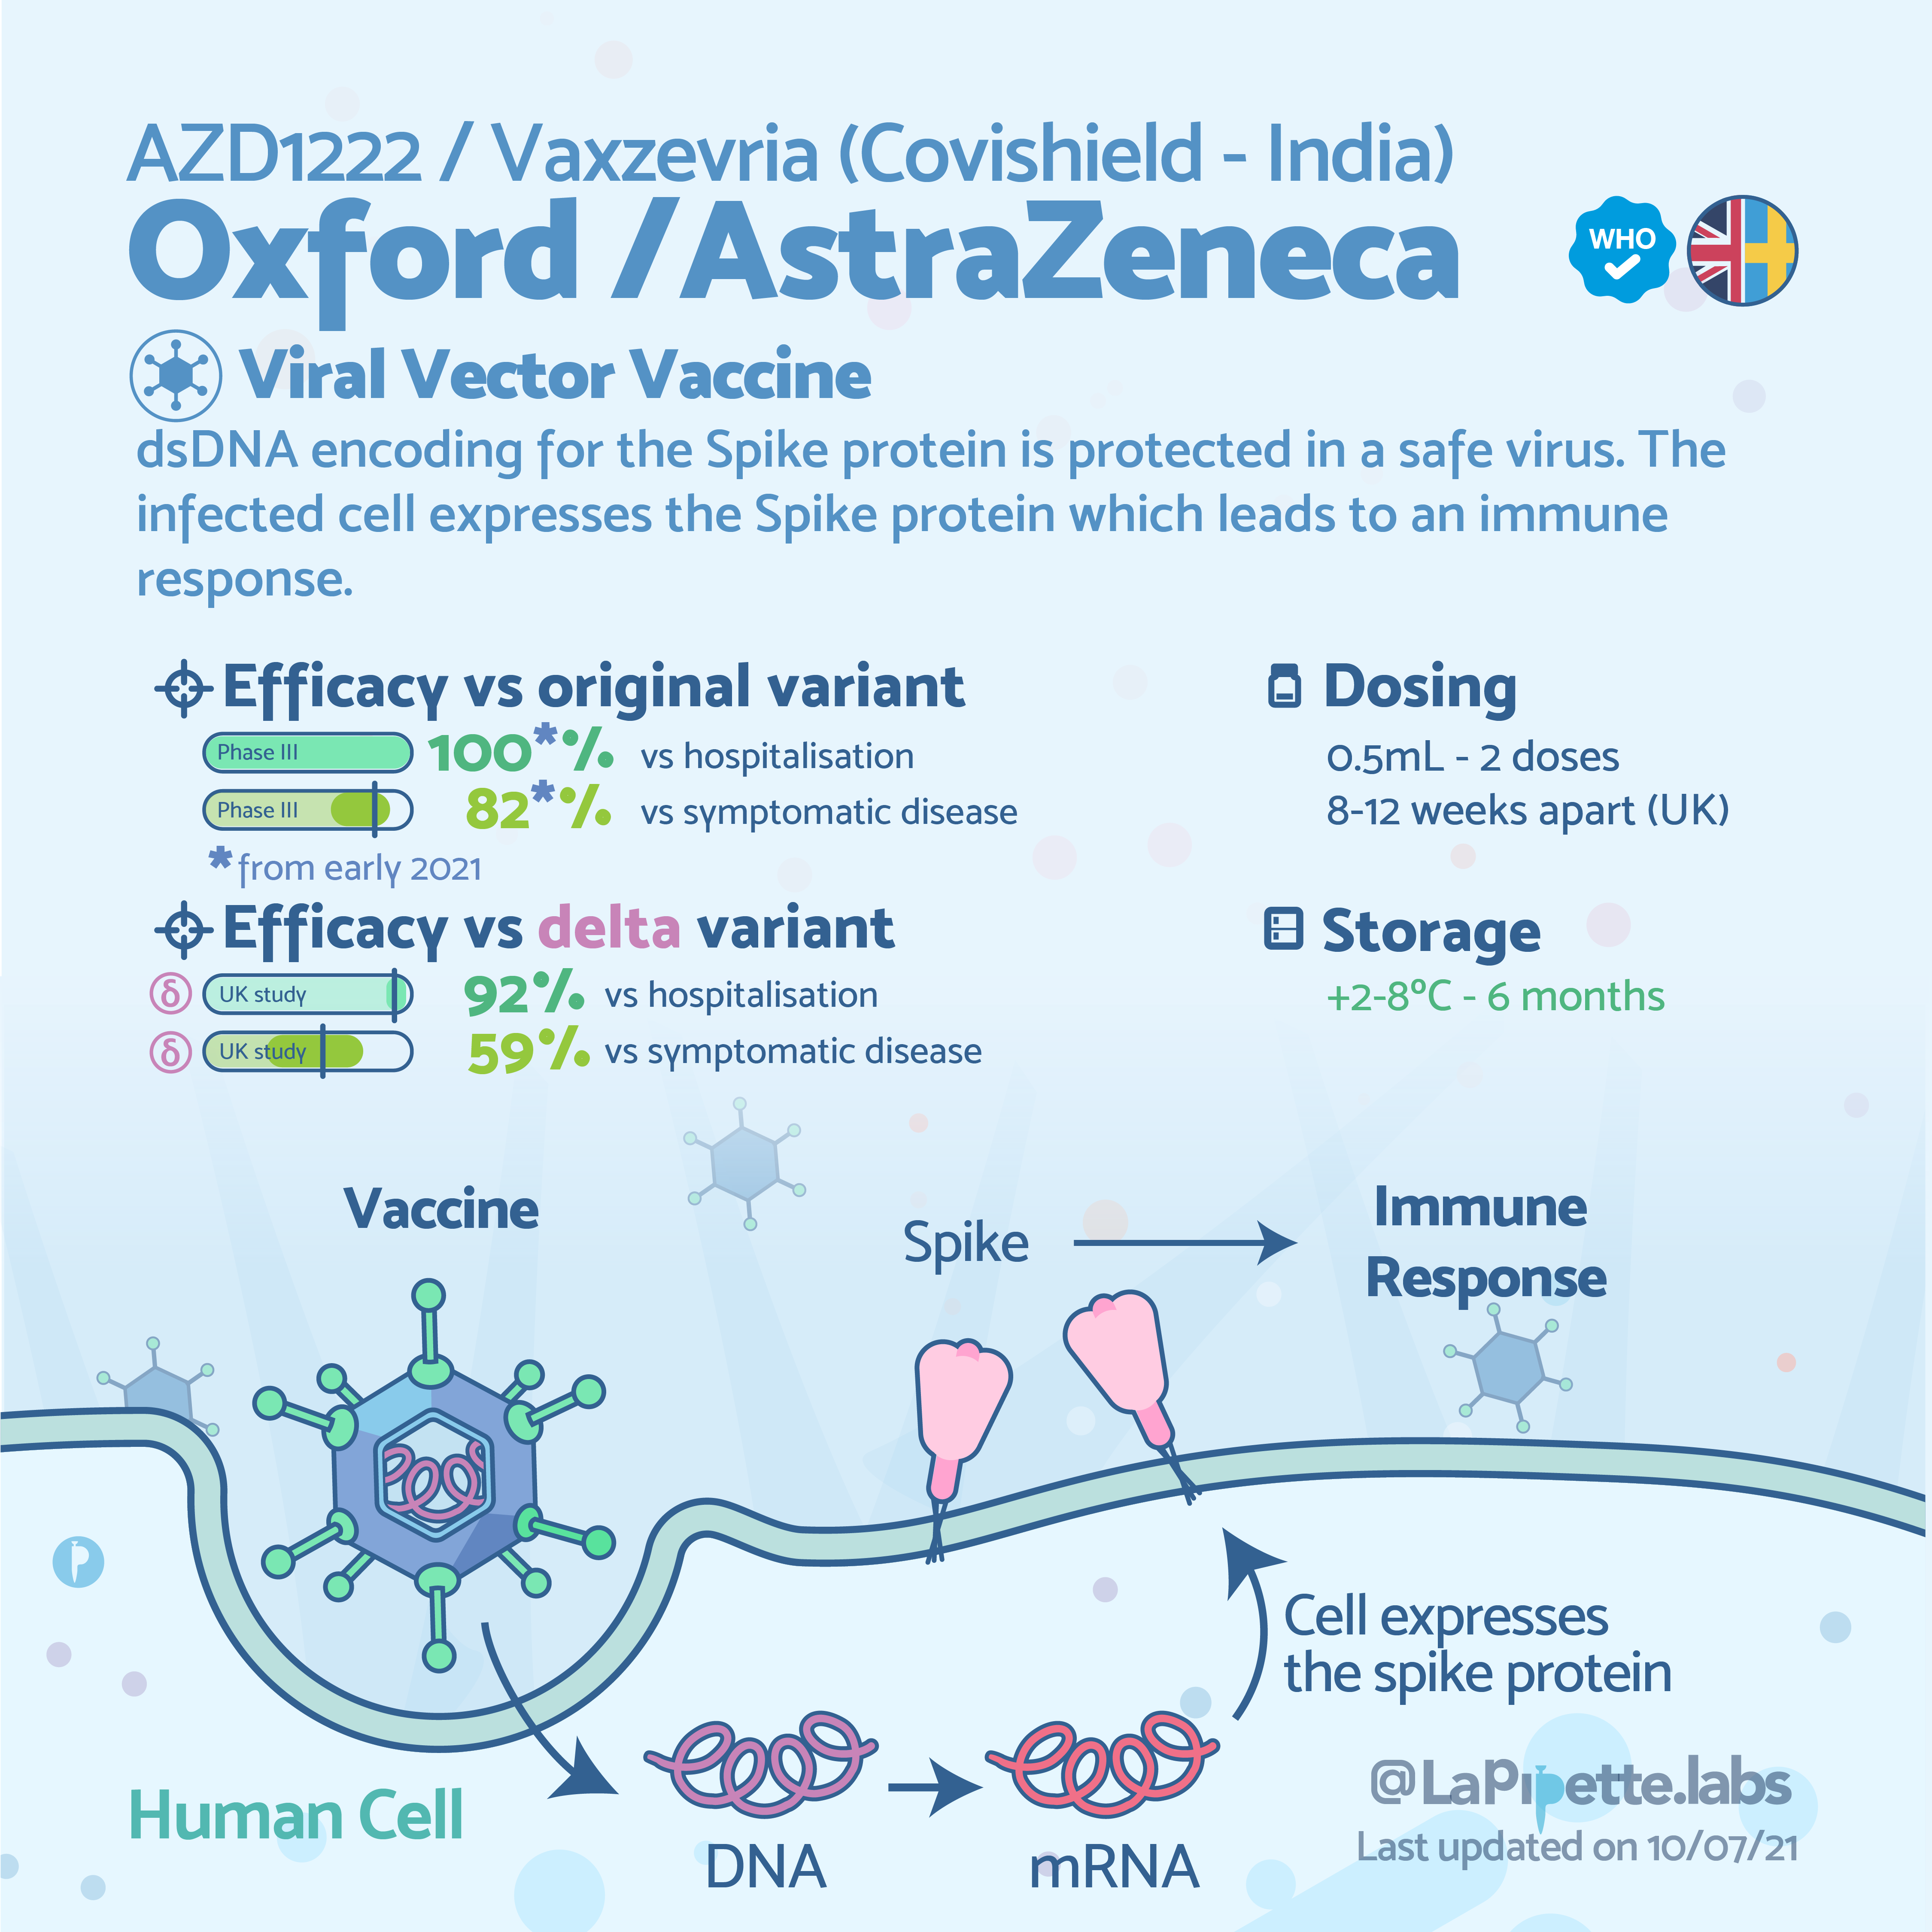 AZD1222 / Vaxzevria (Covishield - India)
Oxford /AstraZeneca
WHO
Viral Vector Vaccine
dsDNA encoding for the Spike protein is protected in a safe virus. The
infected cell expresses the Spike protein which leads to an immune
response.
Efficacy vs original variant
Phase III 100*% vs hospitalisation
Phase III 82*% vs symptomatic disease
*from early 2021
Efficacy vs delta variant
δ UK study 92% vs hospitalisation
δ UK study 59% vs symptomatic disease
Dosing
0.5mL - 2 doses
8-12 weeks apart (UK)
Storage
+2-8ºC - 6 months
Vaccine
Spike
Immune
Response
Cell expresses
the spike protein
Human Cell
DNA
mRNA
@LaPipette.labs
Last updated on 10/07/21